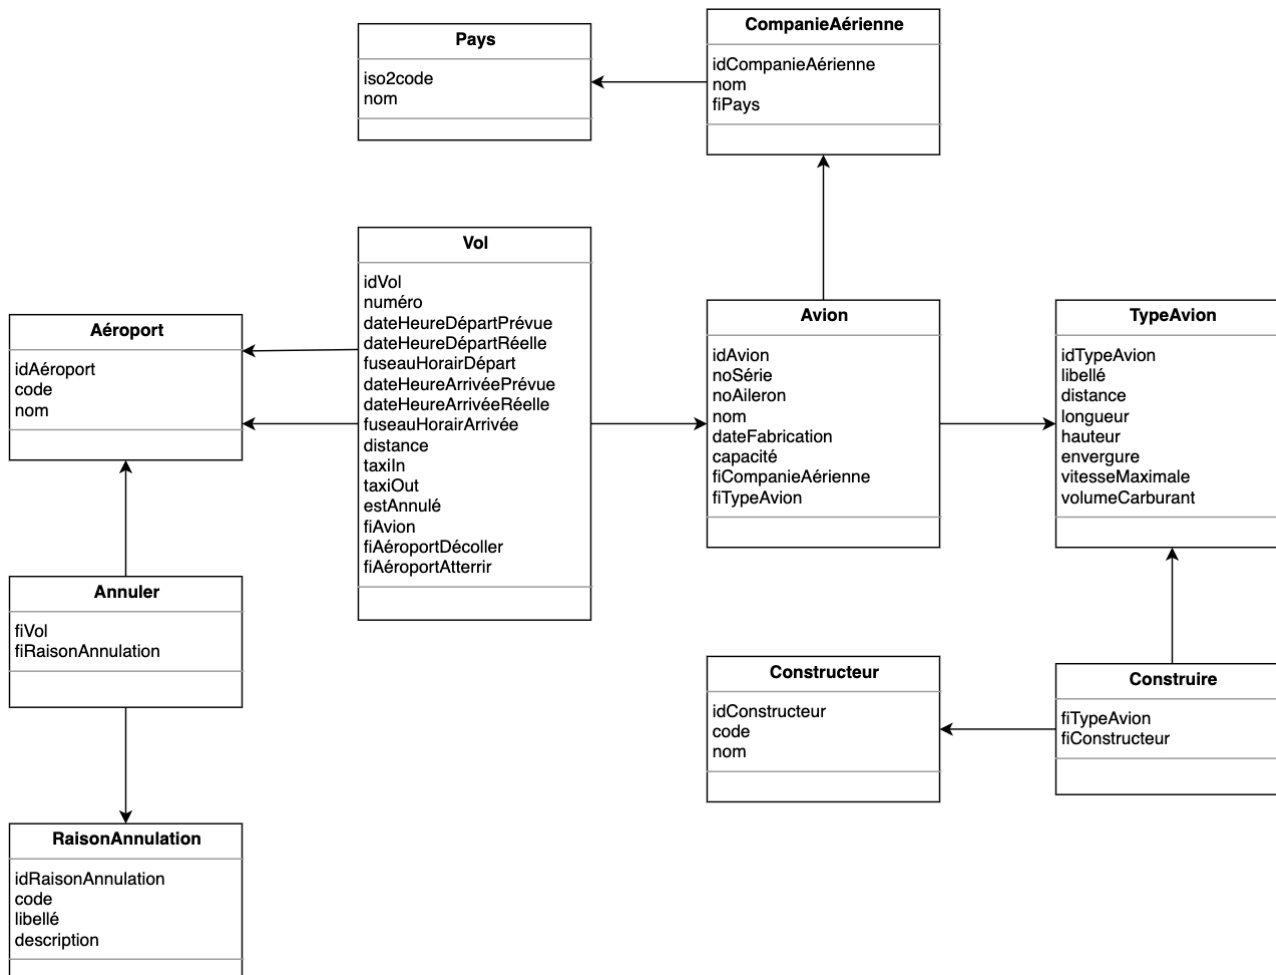 Pays
iso2code
nom
CompanieAérienne
idCompanieAérienne
nom
fiPays
Vol
idVol
numéro
dateHeureDépartPrévue
dateHeureDépartRéelle
fuseauHorairDépart
dateHeureArrivéePrévue
dateHeureArrivéeRéelle
fuseauHorairArrivée
distance
taxiIn
taxiOut
estAnnulé
fiAvion
fiAéroportDécoller
fiAéroportAtterrir
Aéroport
idAéroport
code
nom
Avion
idAvion
noSérie
noAileron
nom
dateFabrication
capacité
fiCompanieAérienne
fiTypeAvion
TypeAvion
idTypeAvion
libellé
distance
longueur
hauteur
envergure
vitesseMaximale
volumeCarburant
Annuler
fiVol
fiRaisonAnnulation
Constructeur
idConstructeur
code
nom
Construire
fiTypeAvion
fiConstructeur
RaisonAnnulation
idRaisonAnnulation
code
libellé
description